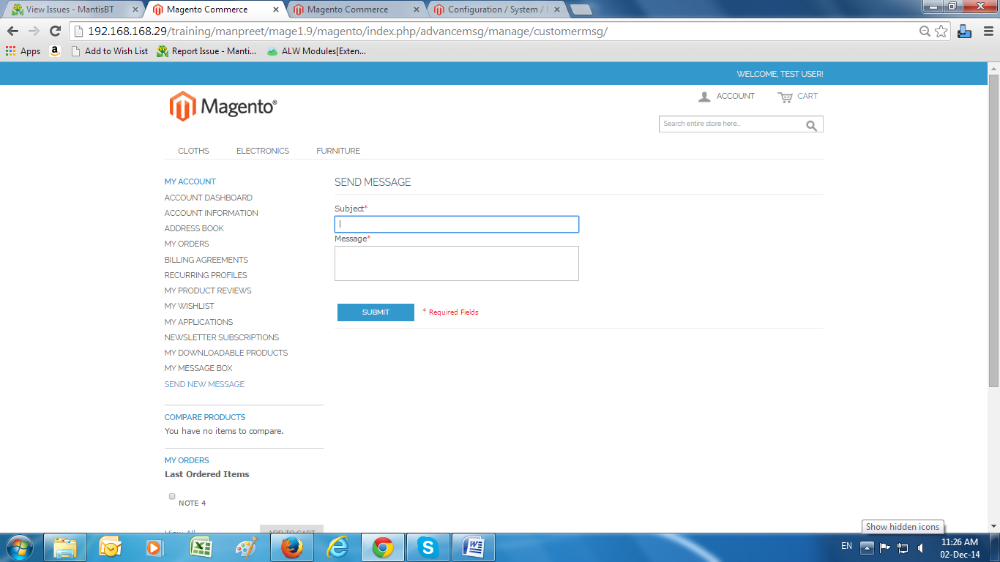 View Issues - MantisBT
Magento Commerce
Magento Commerce
Configuration / System /
192.168.168.29/training/manpreet/mage1.9/magento/index.php/advancemsg/manage/customermsg/
Apps
Add to Wish List
Report Issue - Manti...
ALW Modules[Exten...
WELCOME, TEST USER!
Magento®
ACCOUNT
CART
Search entire store here...
CLOTHS
ELECTRONICS
FURNITURE
MY ACCOUNT
ACCOUNT DASHBOARD
ACCOUNT INFORMATION
ADDRESS BOOK
MY ORDERS
BILLING AGREEMENTS
RECURRING PROFILES
MY PRODUCT REVIEWS
MY WISHLIST
MY APPLICATIONS
NEWSLETTER SUBSCRIPTIONS
MY DOWNLOADABLE PRODUCTS
MY MESSAGE BOX
SEND NEW MESSAGE
SEND MESSAGE
Subject*
Message*
SUBMIT
* Required Fields
COMPARE PRODUCTS
You have no items to compare.
MY ORDERS
Last Ordered Items
NOTE 4
View All
ADD TO CART
Show hidden icons
EN
11:26 AM
02-Dec-14